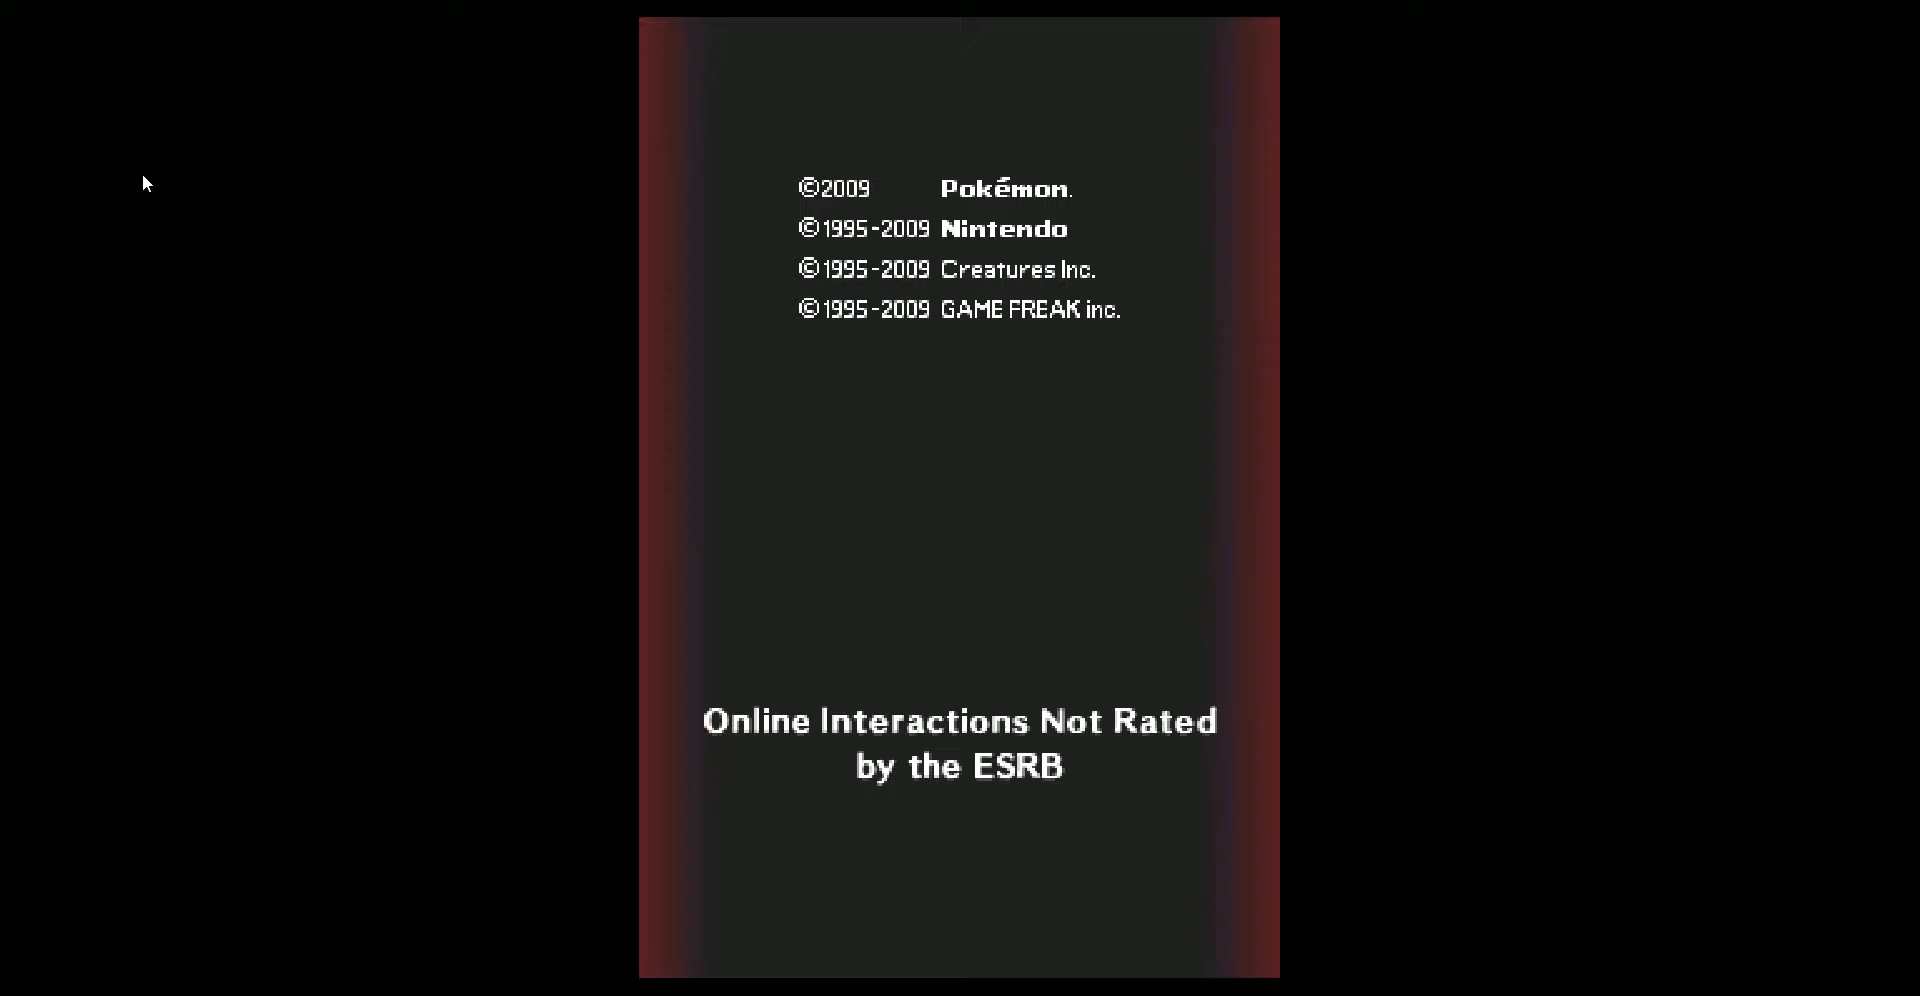 ©2009 Pokémon.
©1995-2009 Nintendo
©1995-2009 Creatures Inc.
©1995-2009 GAME FREAK inc.
Online Interactions Not Rated
by the ESRB